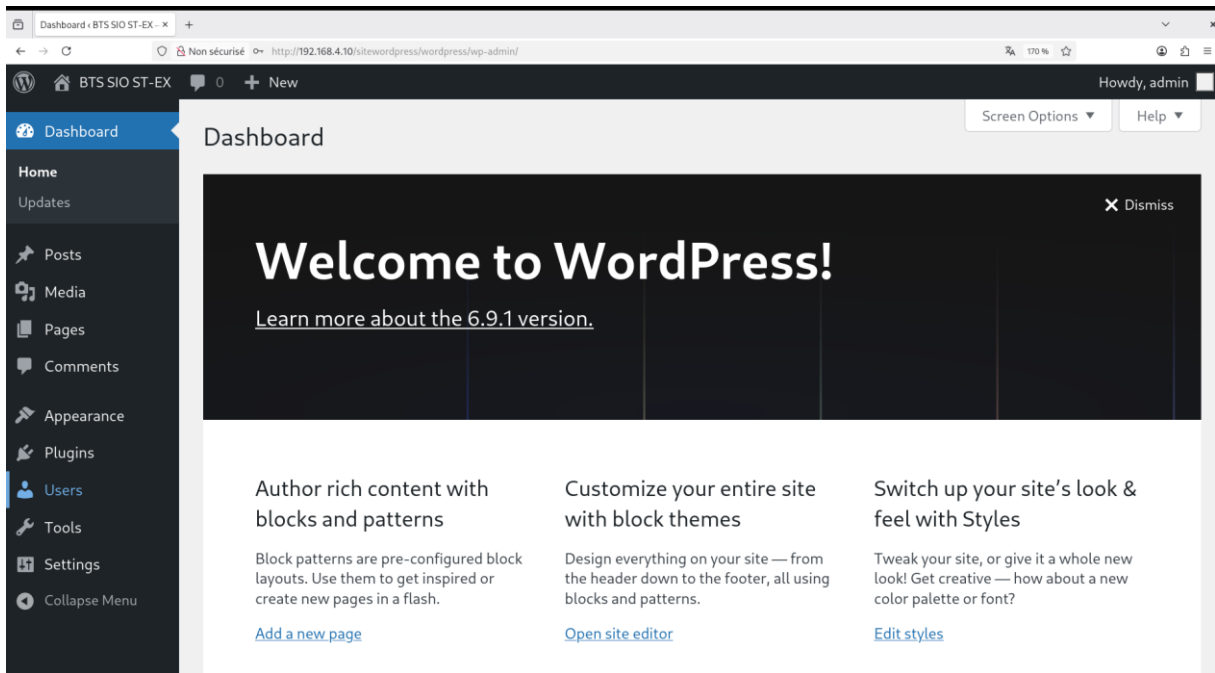 Dashboard ‹ BTS SIO ST-EX –
Non sécurisé http://192.168.4.10/sitewordpress/wordpress/wp-admin/ 170 %
BTS SIO ST-EX 0 New Howdy, admin
Screen Options Help
Dashboard
Home
Updates
Posts
Media
Pages
Comments
Appearance
Plugins
Users
Tools
Settings
Collapse Menu
Dashboard
Dismiss
Welcome to WordPress!
Learn more about the 6.9.1 version.
Author rich content with
blocks and patterns
Block patterns are pre-configured block
layouts. Use them to get inspired or
create new pages in a flash.
Add a new page
Customize your entire site
with block themes
Design everything on your site — from
the header down to the footer, all using
blocks and patterns.
Open site editor
Switch up your site's look &
feel with Styles
Tweak your site, or give it a whole new
look! Get creative — how about a new
color palette or font?
Edit styles